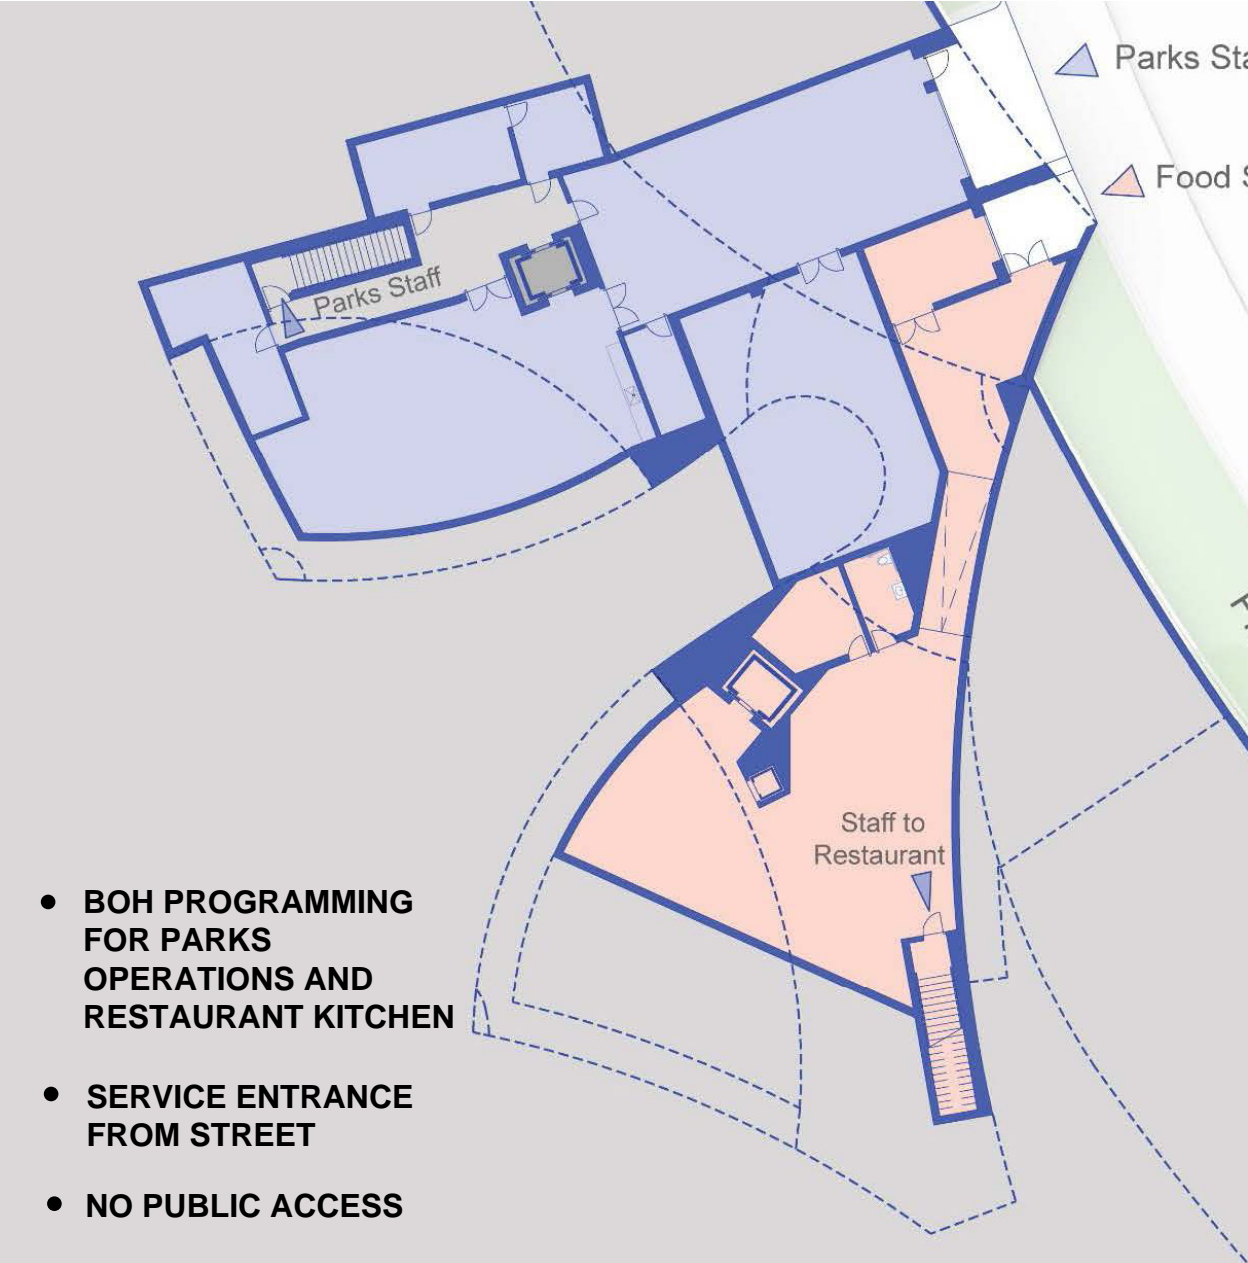 Parks
Food
Parks Staff
Staff to
Restaurant
● BOH PROGRAMMING
FOR PARKS
OPERATIONS AND
RESTAURANT KITCHEN
● SERVICE ENTRANCE
FROM STREET
● NO PUBLIC ACCESS